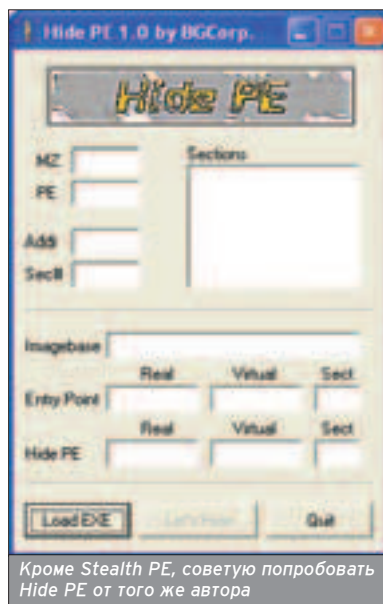 Hide PE 1.0 by BGCorp.
Hide PE
MZ
Sections
PE
Addr
Sec#
Imagebase
Real Virtual Sect
Entry Point
Real Virtual Sect
Hide PE
Load EXE Quit
Кроме Stealth PE, советую попробовать
Hide PE от того же автора